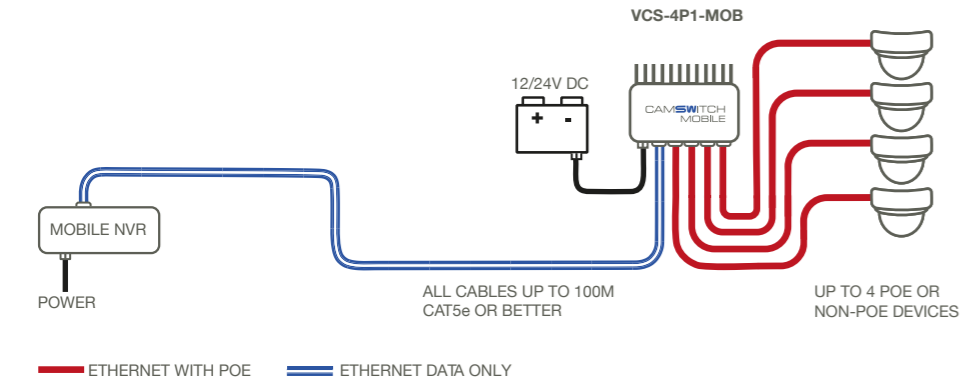 VCS-4P1-MOB
12/24V DC
+ -
CAMSWITCH
MOBILE
MOBILE NVR
POWER
ALL CABLES UP TO 100M
CAT5e OR BETTER
UP TO 4 POE OR
NON-POE DEVICES
ETHERNET WITH POE
ETHERNET DATA ONLY